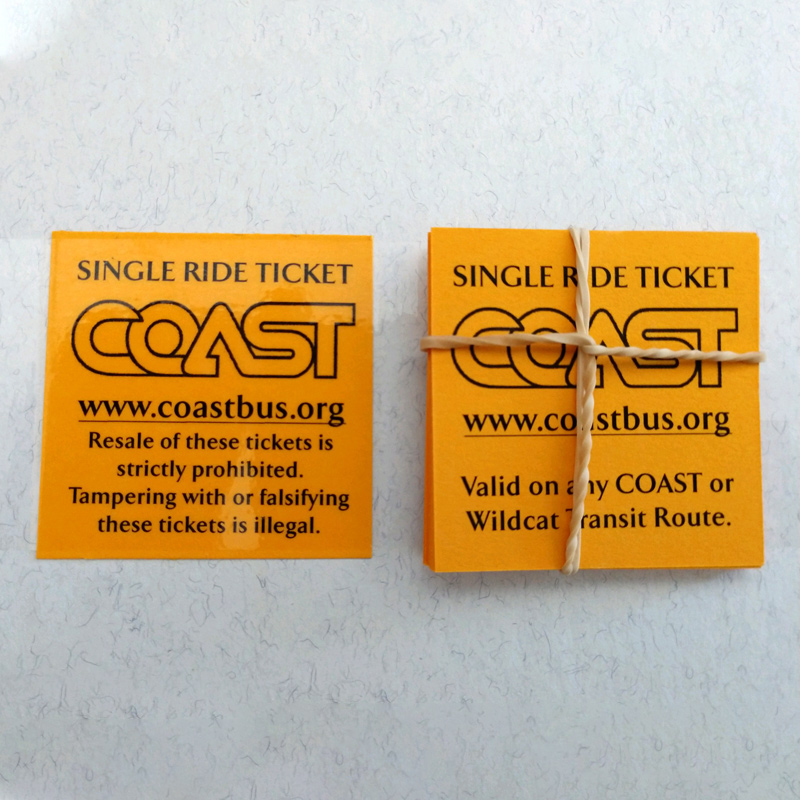 SINGLE RIDE TICKET
COAST
www.coastbus.org
Resale of these tickets is
strictly prohibited.
Tampering with or falsifying
these tickets is illegal.
SINGLE RIDE TICKET
COAST
www.coastbus.org
Valid on any COAST or
Wildcat Transit Route.